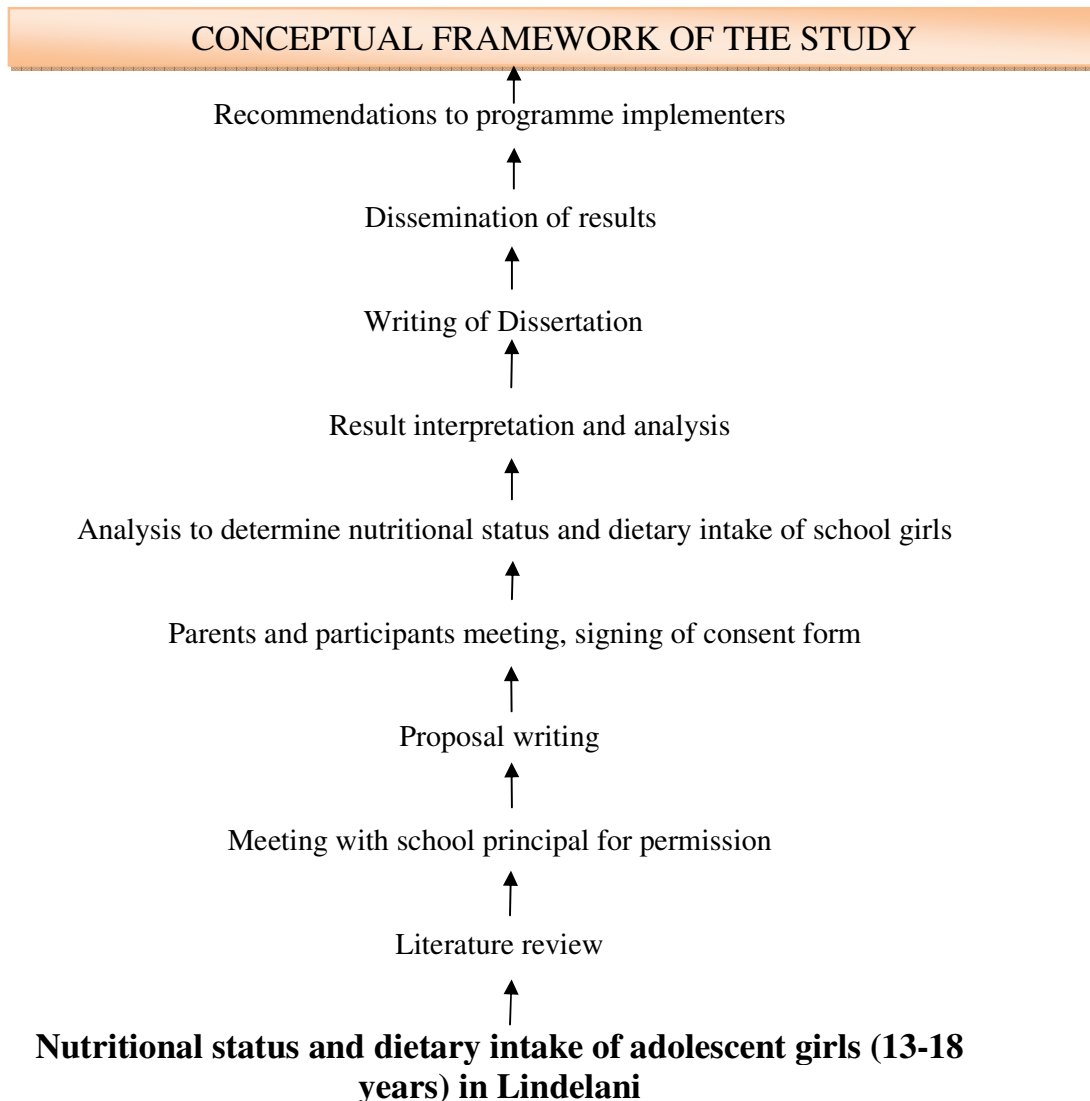 CONCEPTUAL FRAMEWORK OF THE STUDY
Recommendations to programme implementers
Dissemination of results
Writing of Dissertation
Result interpretation and analysis
Analysis to determine nutritional status and dietary intake of school girls
Parents and participants meeting, signing of consent form
Proposal writing
Meeting with school principal for permission
Literature review
Nutritional status and dietary intake of adolescent girls (13-18
years) in Lindelani